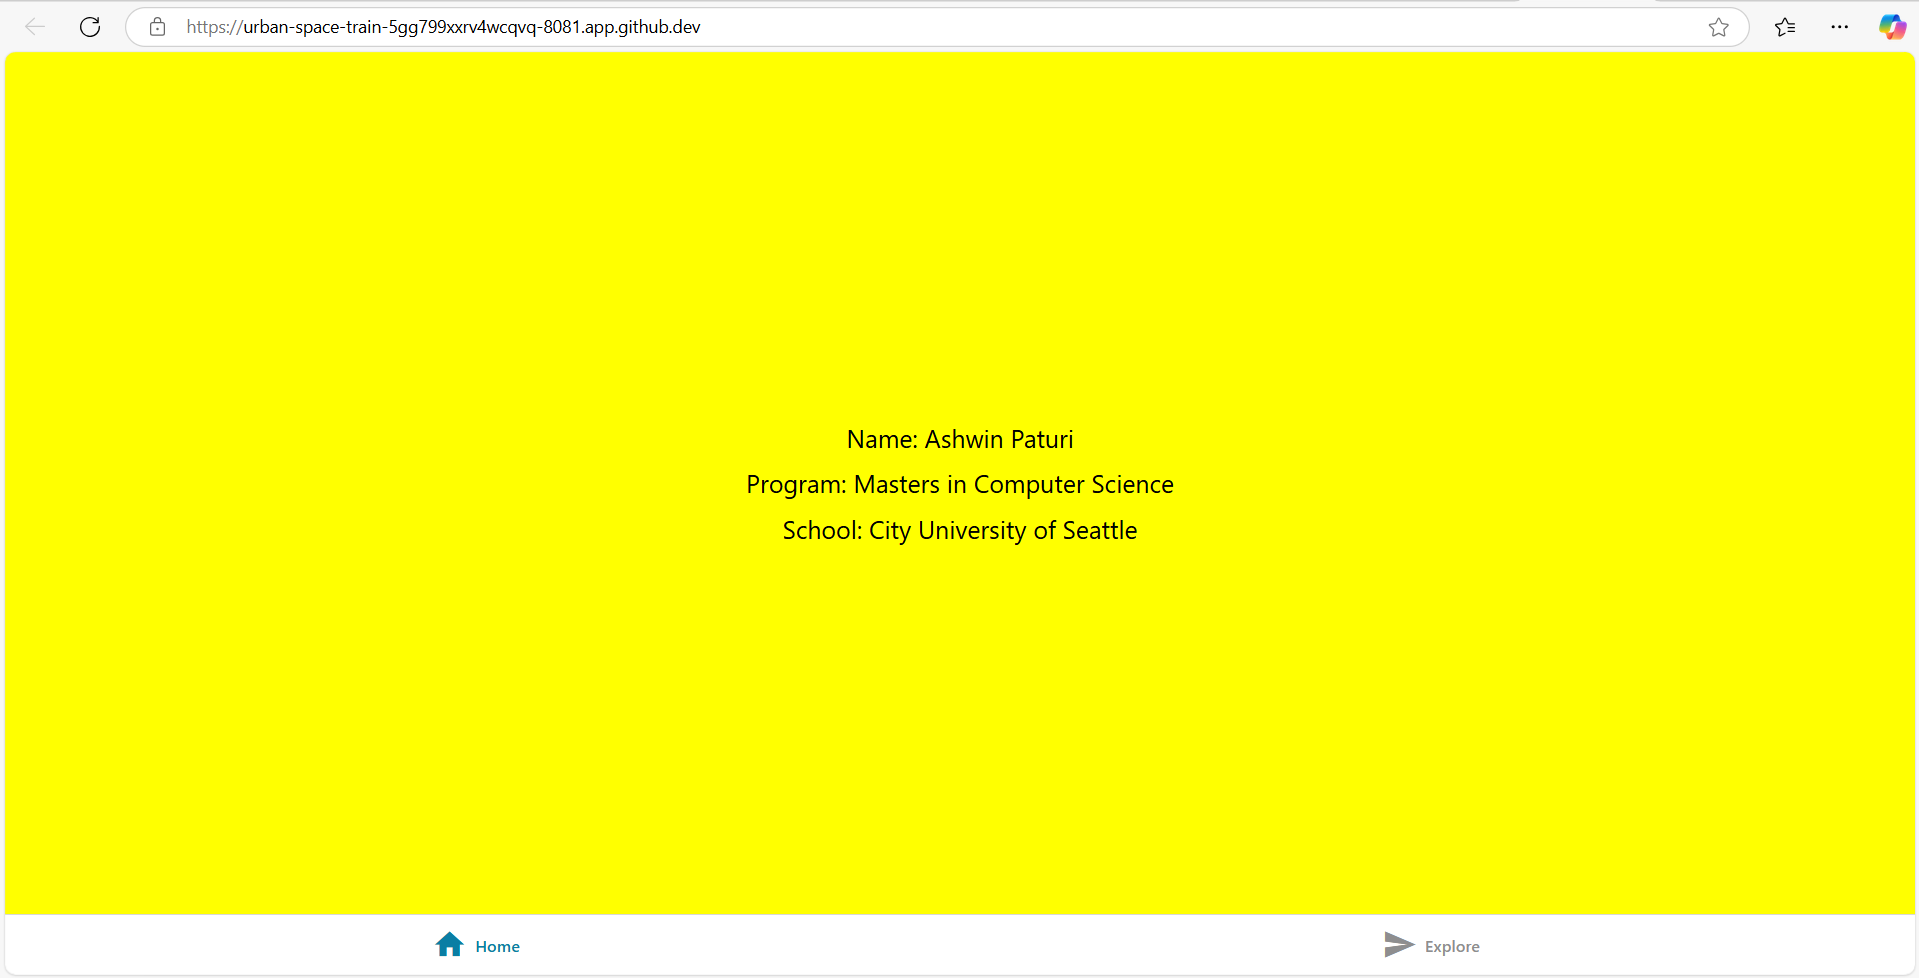 https://urban-space-train-5gg799xxrv4wcqvq-8081.app.github.dev
Name: Ashwin Paturi
Program: Masters in Computer Science
School: City University of Seattle
Home
Explore